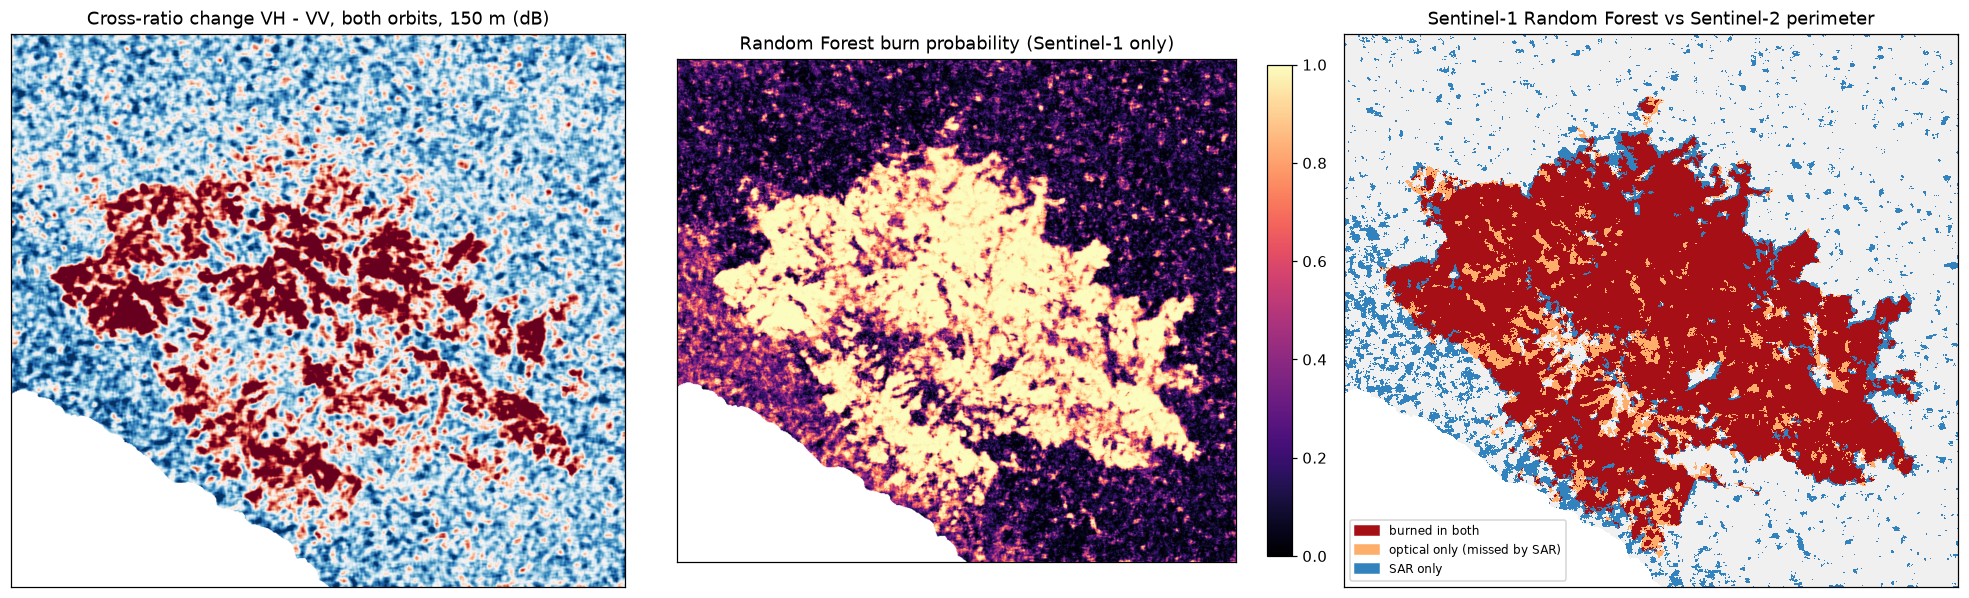 Cross-ratio change VH - VV, both orbits, 150 m (dB)
Random Forest burn probability (Sentinel-1 only)
1.0
0.8
0.6
0.4
0.2
0.0
Sentinel-1 Random Forest vs Sentinel-2 perimeter
burned in both
optical only (missed by SAR)
SAR only